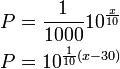 P = \frac{1}{1000} 10^{\frac{x}{10}}
P = 10^{\frac{1}{10}(x-30)}